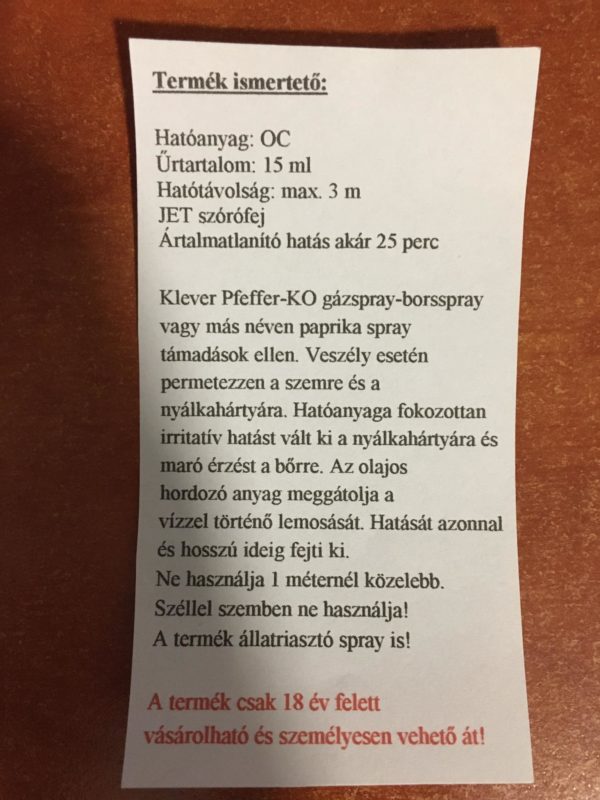 Termék ismertető:
Hatóanyag: OC
Űrtartalom: 15 ml
Hatótávolság: max. 3 m
JET szórófej
Ártalmatlanító hatás akár 25 perc
Klever Pfeffer-KO gázspray-borsspray
vagy más néven paprika spray
támadások ellen. Veszély esetén
permetezzen a szemre és a
nyálkahártyára. Hatóanyaga fokozottan
irritatív hatást vált ki a nyálkahártyára és
maró érzést a bőrre. Az olajos
hordozó anyag meggátolja a
vízzel történő lemosását. Hatását azonnal
és hosszú ideig fejti ki.
Ne használja 1 méternél közelebb.
Széllel szemben ne használja!
A termék állatriasztó spray is!
A termék csak 18 év felett
vásárolható és személyesen vehető át!